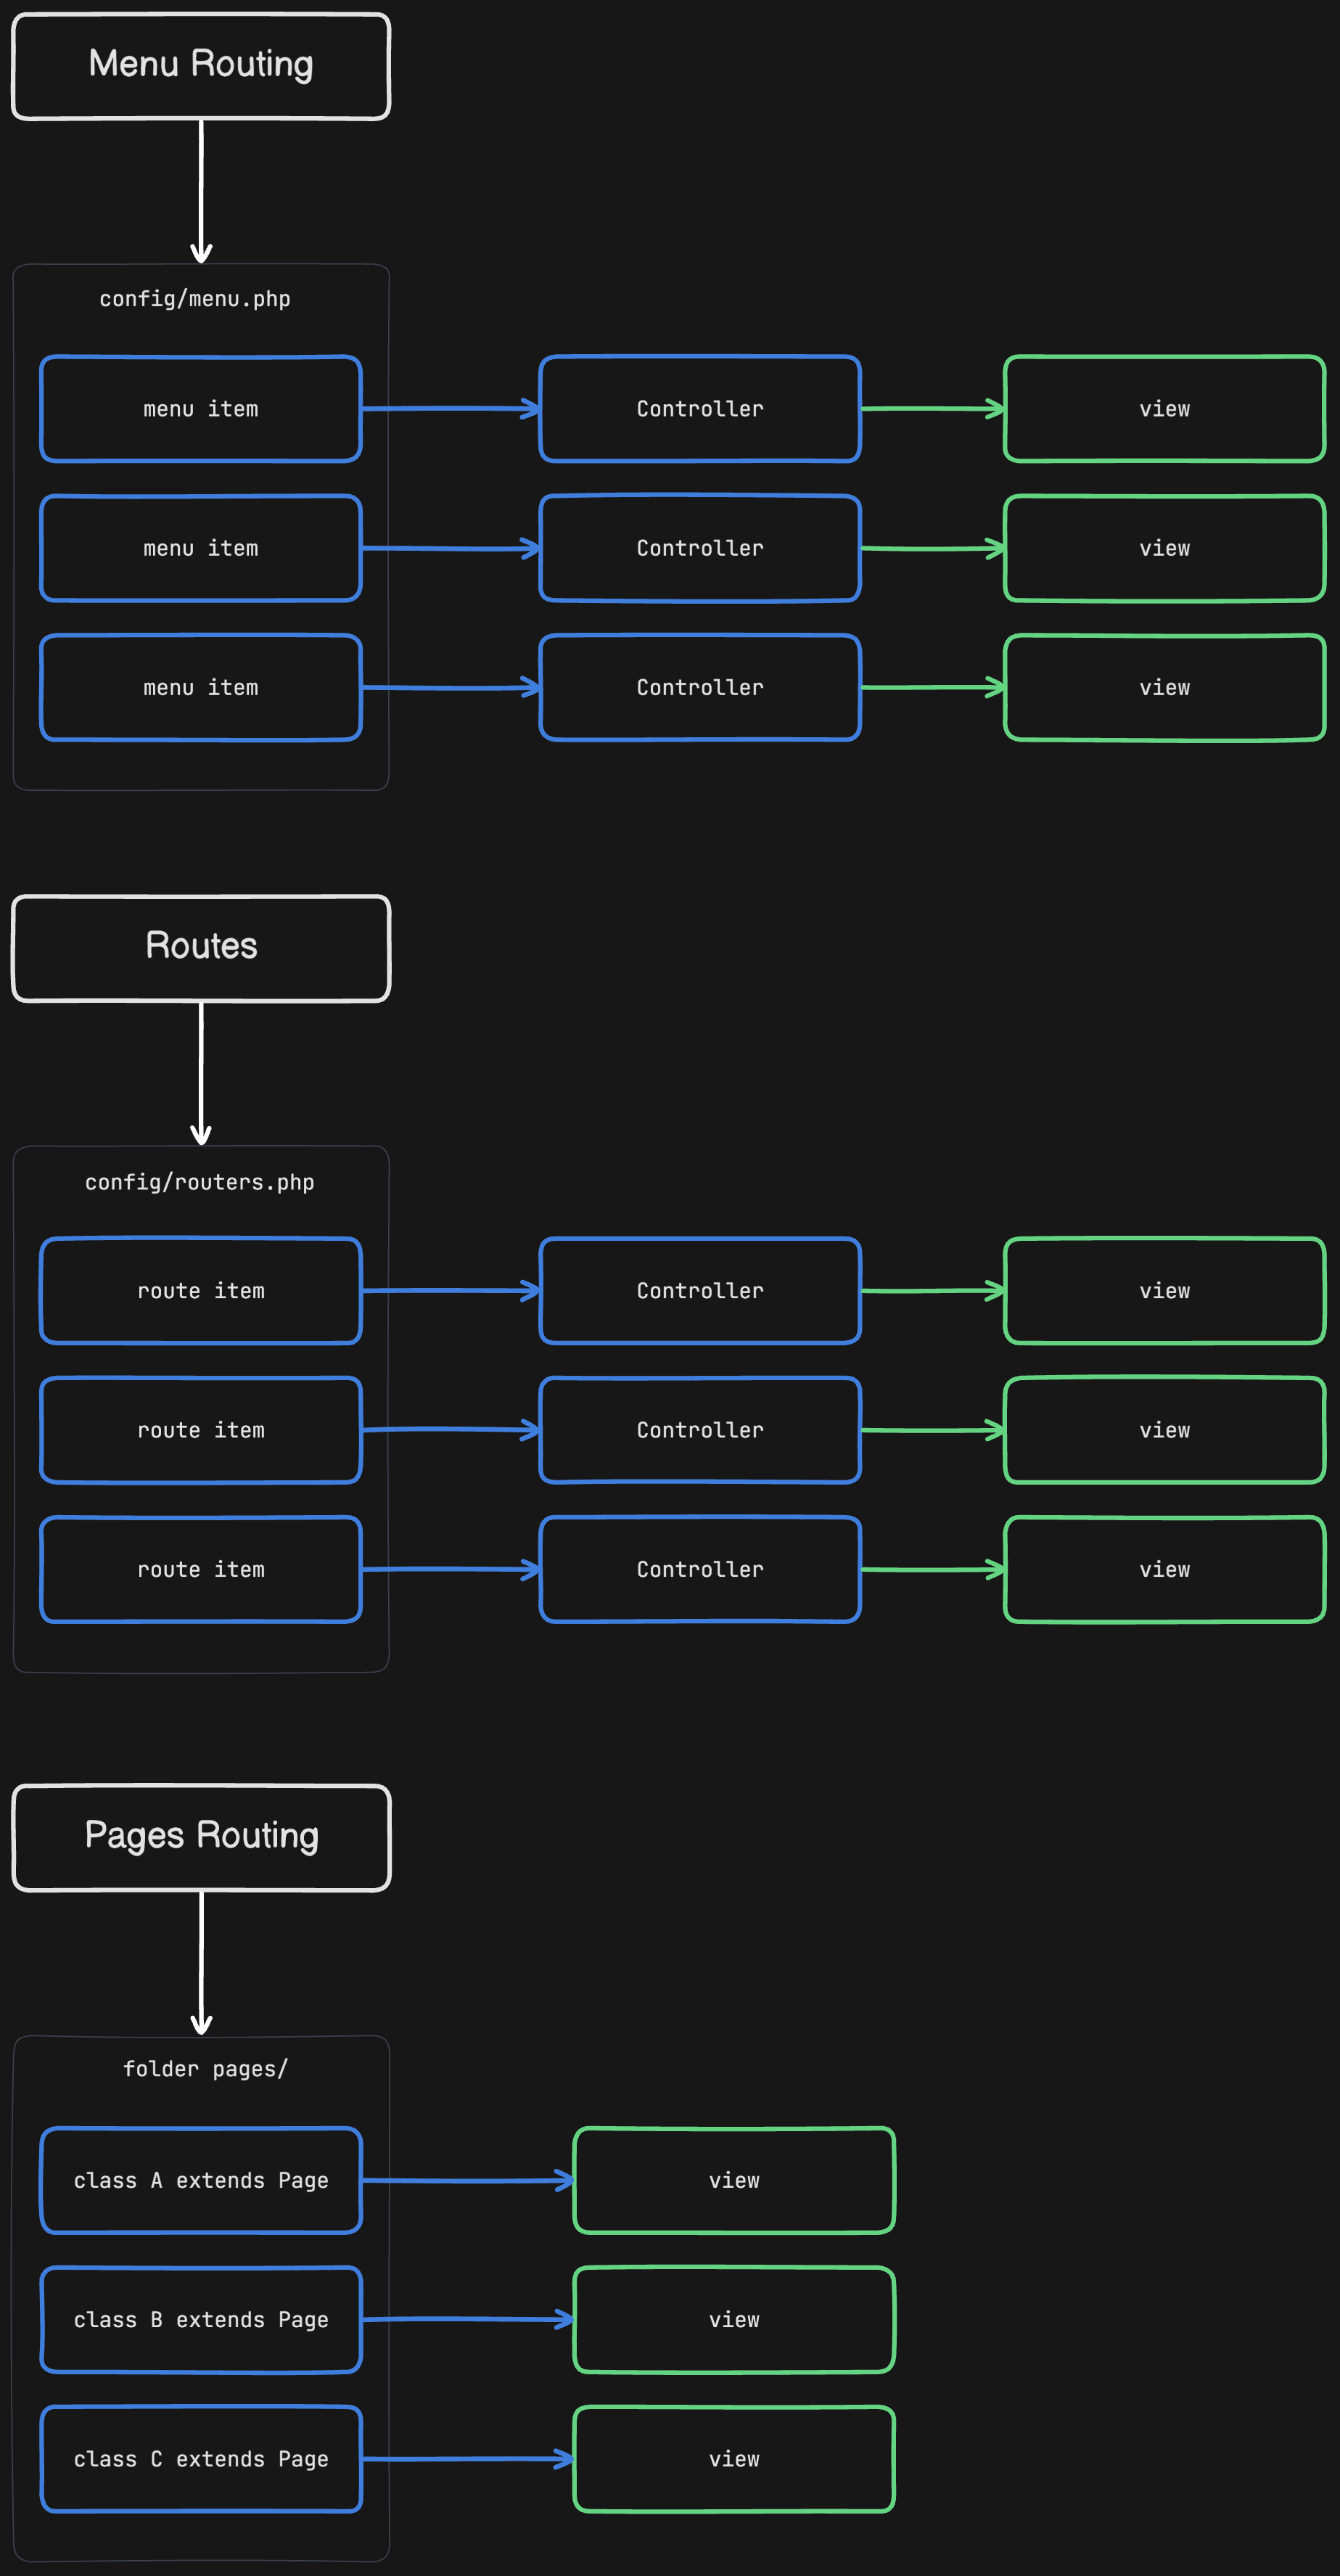 Menu Routing
config/menu.php
menu item
Controller
view
menu item
Controller
view
menu item
Controller
view
Routes
config/routers.php
route item
Controller
view
route item
Controller
view
route item
Controller
view
Pages Routing
folder pages/
class A extends Page
view
class B extends Page
view
class C extends Page
view